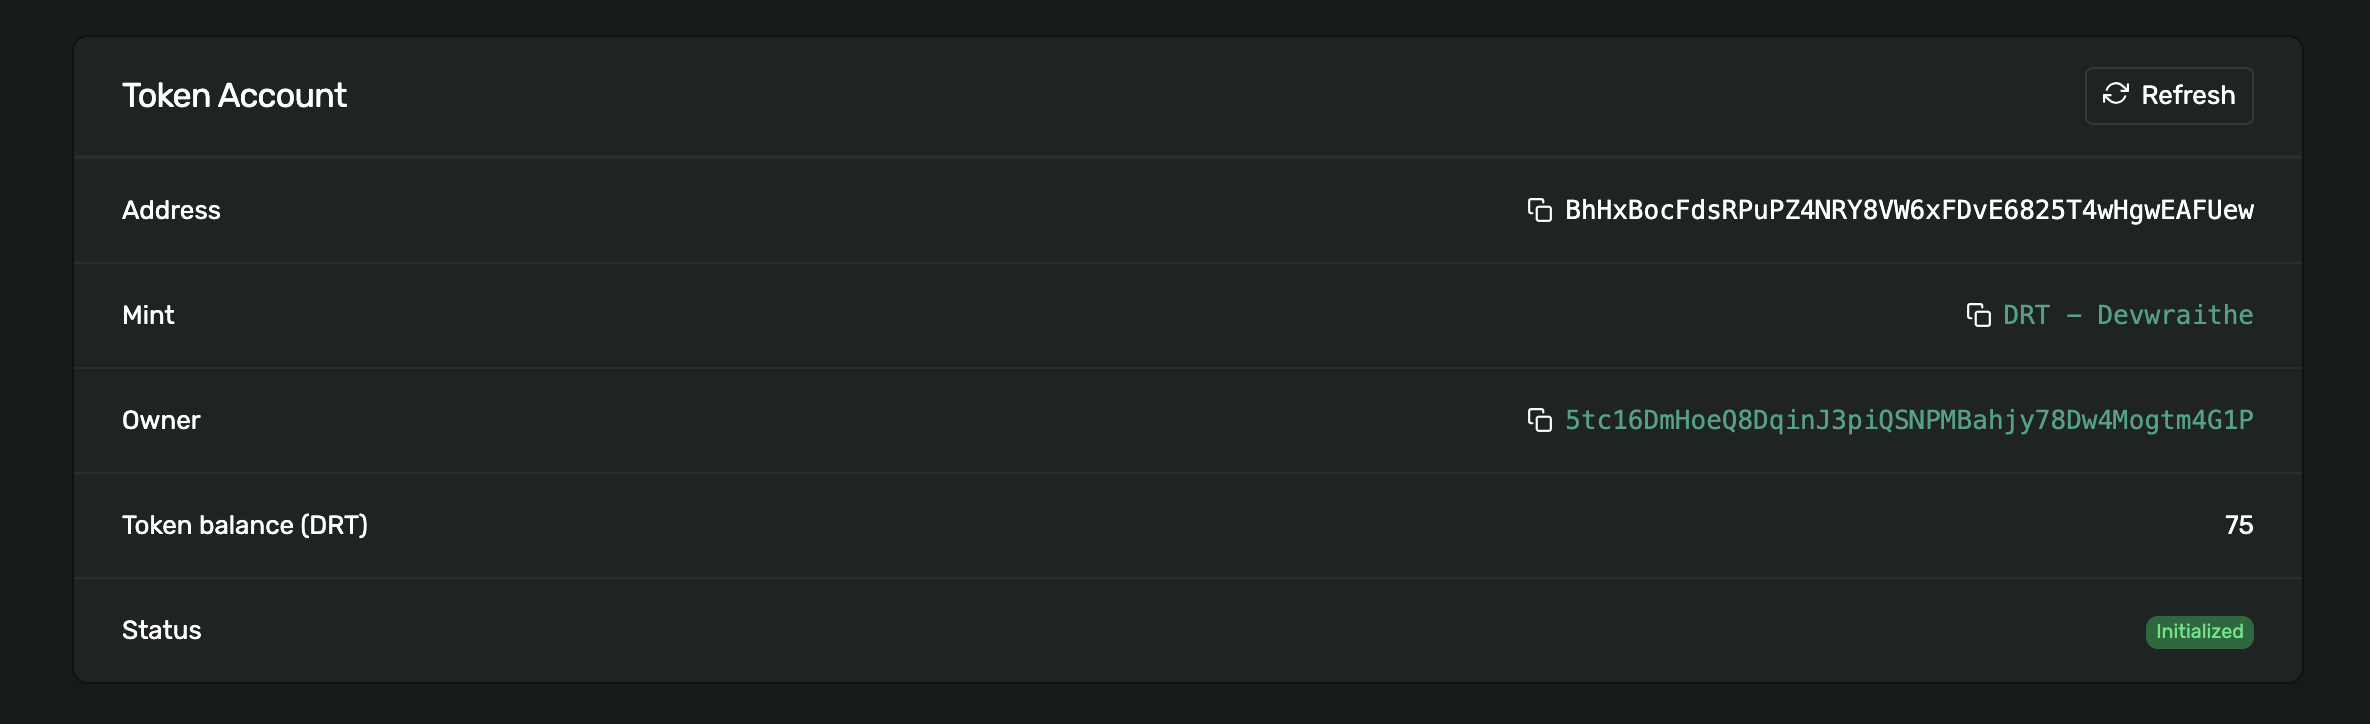 Token Account
Refresh
Address
BhHxBocFdsRPuPZ4NRY8VW6xFDvE6825T4wHgwEAFUew
Mint
DRT – Devwraithe
Owner
5tc16DmHoeQ8DqinJ3piQSNPMBahjy78Dw4Mogtm4G1P
Token balance (DRT)
75
Status
Initialized